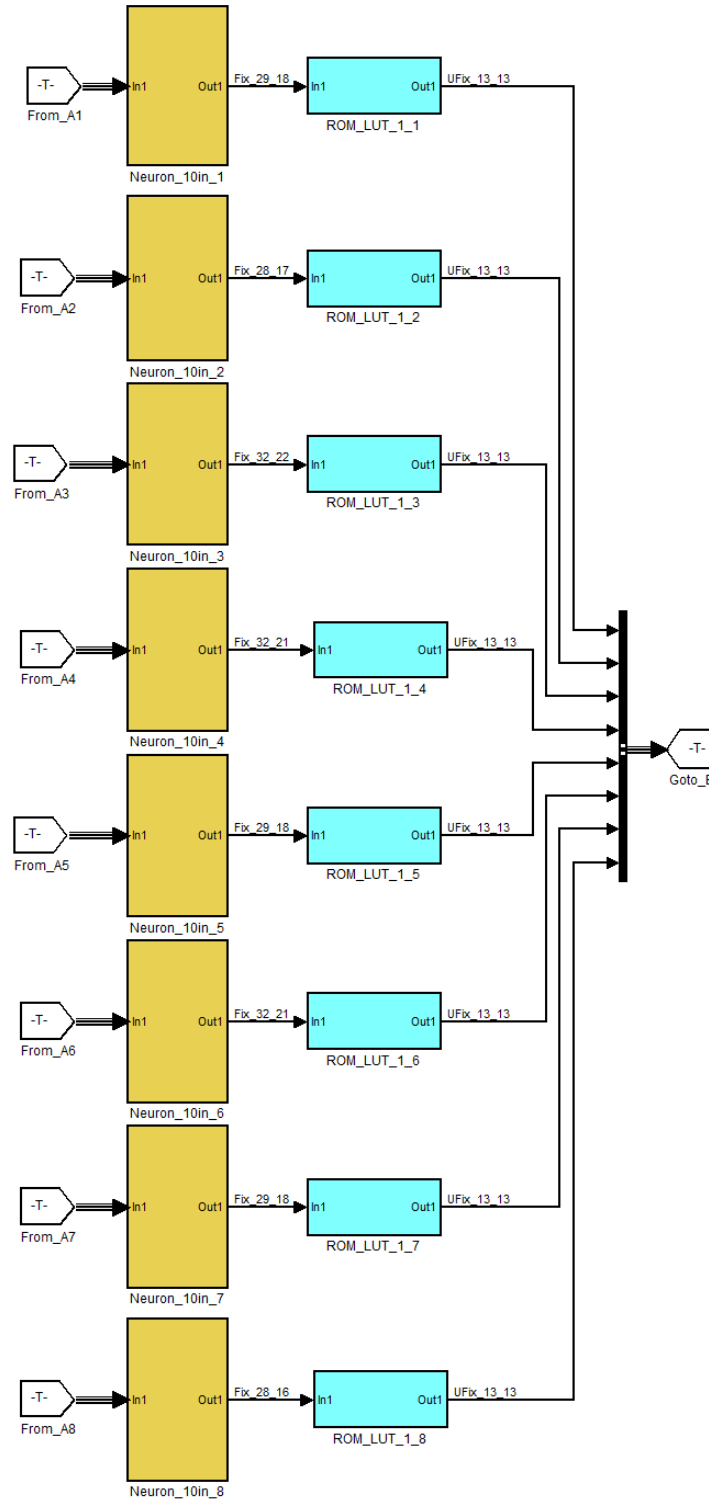 -T-
In1
Out1
Fix_29_18
In1
Out1
UFix_13_13
From_A1
ROM_LUT_1_1
Neuron_10in_1
-T-
In1
Out1
Fix_28_17
In1
Out1
UFix_13_13
From_A2
ROM_LUT_1_2
Neuron_10in_2
-T-
In1
Out1
Fix_32_22
In1
Out1
UFix_13_13
From_A3
ROM_LUT_1_3
Neuron_10in_3
-T-
In1
Out1
Fix_32_21
In1
Out1
UFix_13_13
From_A4
ROM_LUT_1_4
Neuron_10in_4
-T-
Goto_E
-T-
In1
Out1
Fix_29_18
In1
Out1
UFix_13_13
From_A5
ROM_LUT_1_5
Neuron_10in_5
-T-
In1
Out1
Fix_32_21
In1
Out1
UFix_13_13
From_A6
ROM_LUT_1_6
Neuron_10in_6
-T-
In1
Out1
Fix_29_18
In1
Out1
UFix_13_13
From_A7
ROM_LUT_1_7
Neuron_10in_7
-T-
In1
Out1
Fix_28_16
In1
Out1
UFix_13_13
From_A8
ROM_LUT_1_8
Neuron_10in_8